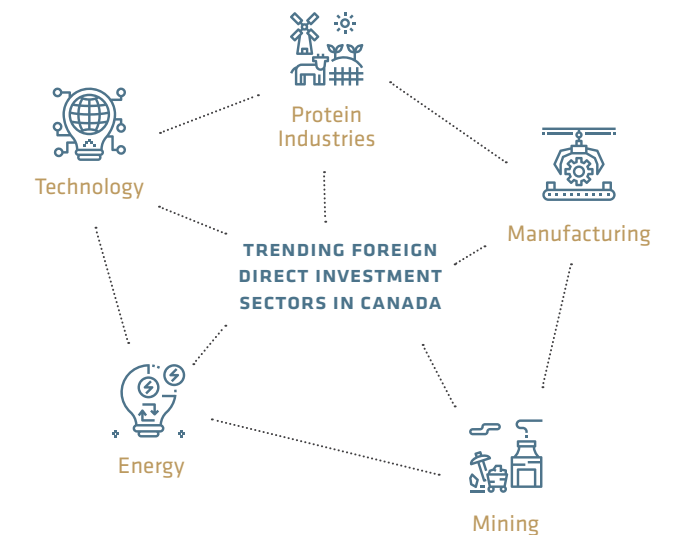 Protein
Industries
Technology
Manufacturing
TRENDING FOREIGN
DIRECT INVESTMENT
SECTORS IN CANADA
Energy
Mining